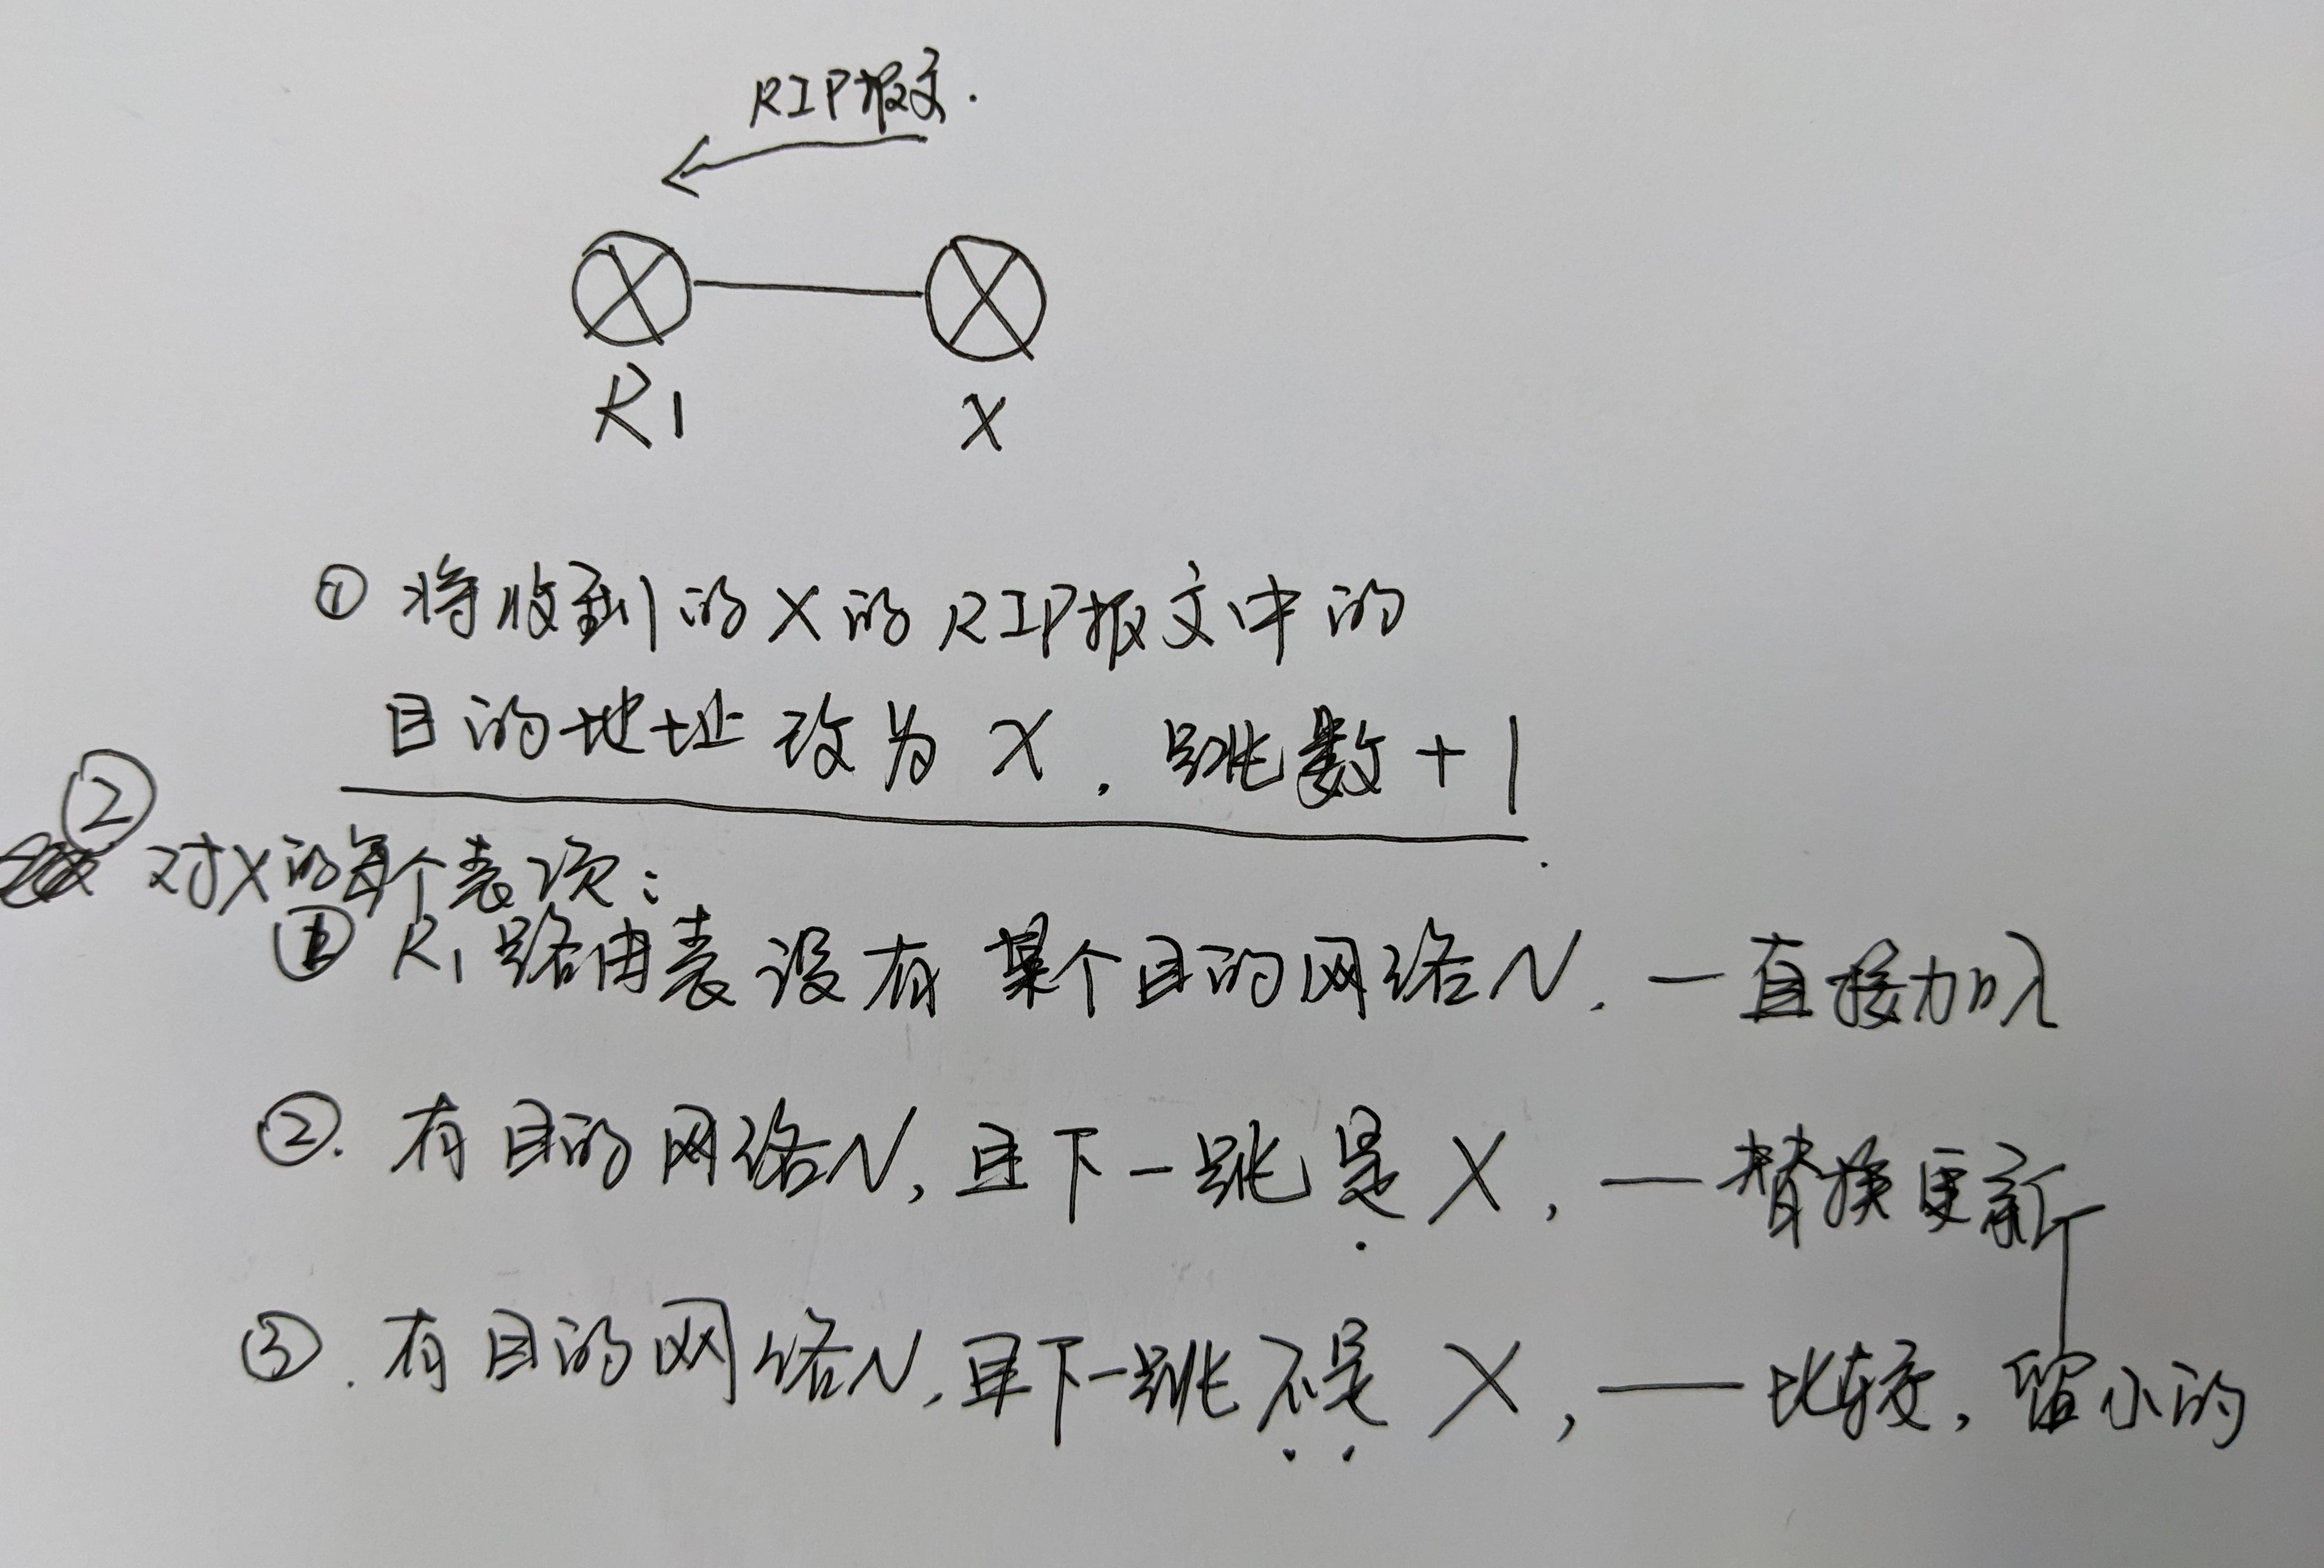 RIP报文.
R1
X
① 将收到的X的RIP报文中的
目的地址改为X. 跳数+1
②
对X的每个表项:
① R1路由表没有某个目的网络N. — 直接加入
②. 有目的网络N, 且下一跳是X, — 替换更新
③. 有目的网络N, 且下一跳不是X, — 比较, 留小的